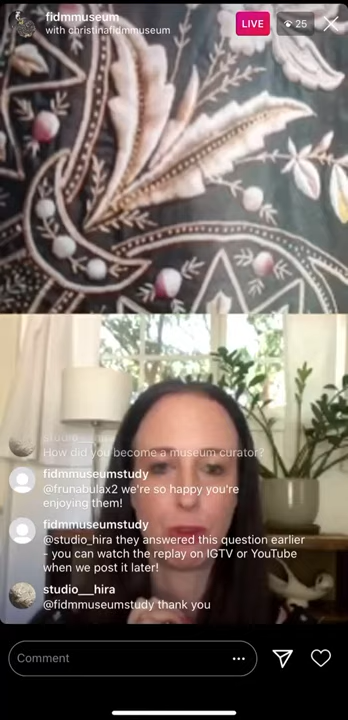 fidmmuseum
with christinafidmmuseum
LIVE
25
How did you become a museum curator?
fidmmuseumstudy
@frunabulax2 we're so happy you're
enjoying them!
fidmmuseumstudy
@studio_hira they answered this question earlier
- you can watch the replay on IGTV or YouTube
when we post it later!
studio__hira
@fidmmuseumstudy thank you
Comment